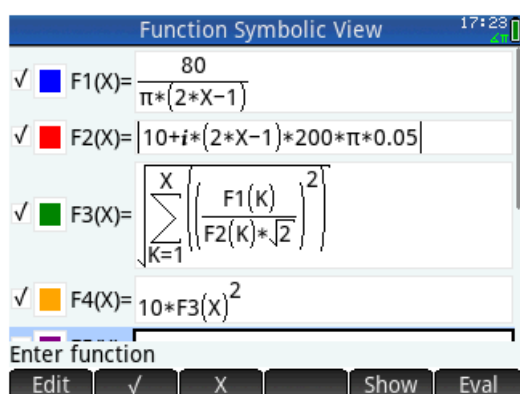 Function Symbolic View 17:23
∡π
√ F1(X)= 80/(π*(2*X−1))
√ F2(X)= |10+i*(2*X−1)*200*π*0.05|
√ F3(X)= √(∑_{K=1}^{X}((F1(K)/(F2(K)*√2))^2))
√ F4(X)= 10*F3(X)^2
Enter function
Edit √ X Show Eval